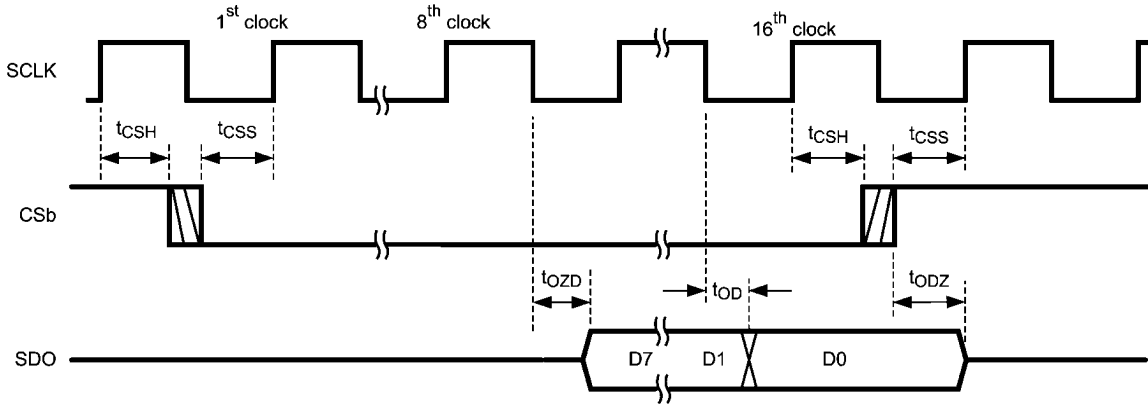 1st clock
8th clock
16th clock
SCLK
tCSH
tCSS
tCSH
tCSS
CSb
tOZD
tOD
tODZ
SDO
D7
D1
D0